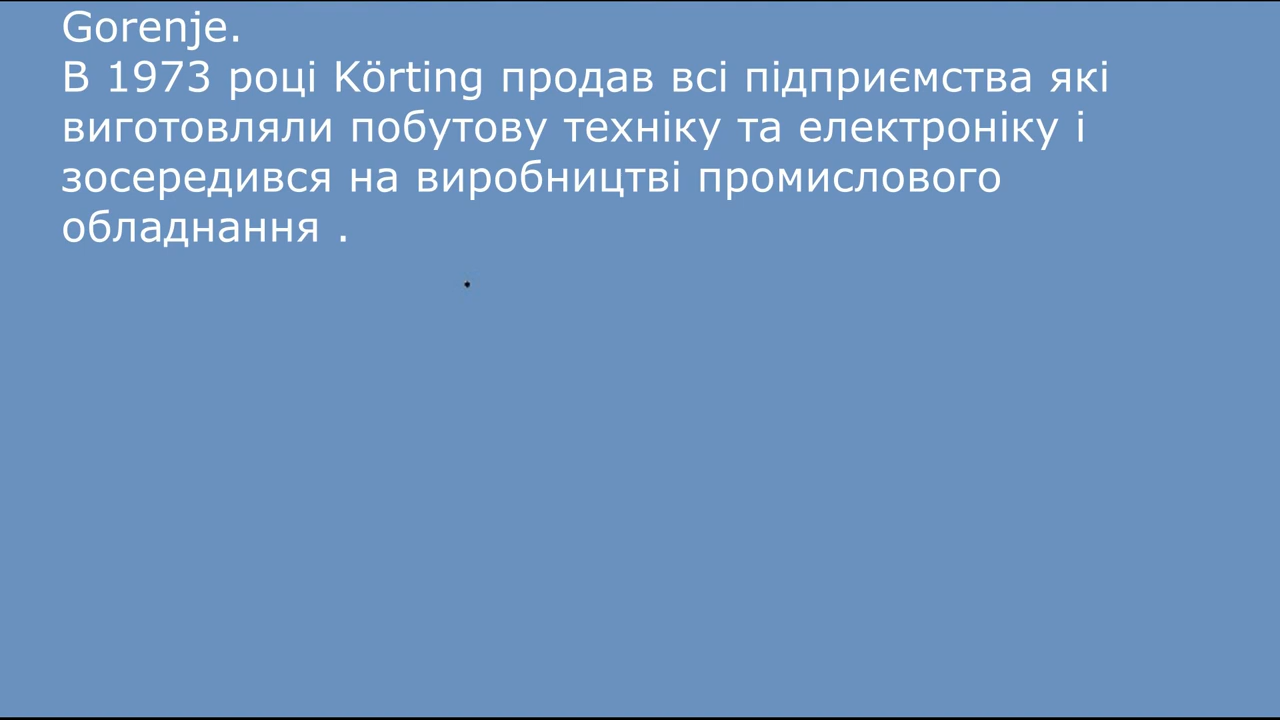 Gorenje.
В 1973 році Körting продав всі підприємства які
виготовляли побутову техніку та електроніку і
зосередився на виробництві промислового
обладнання .